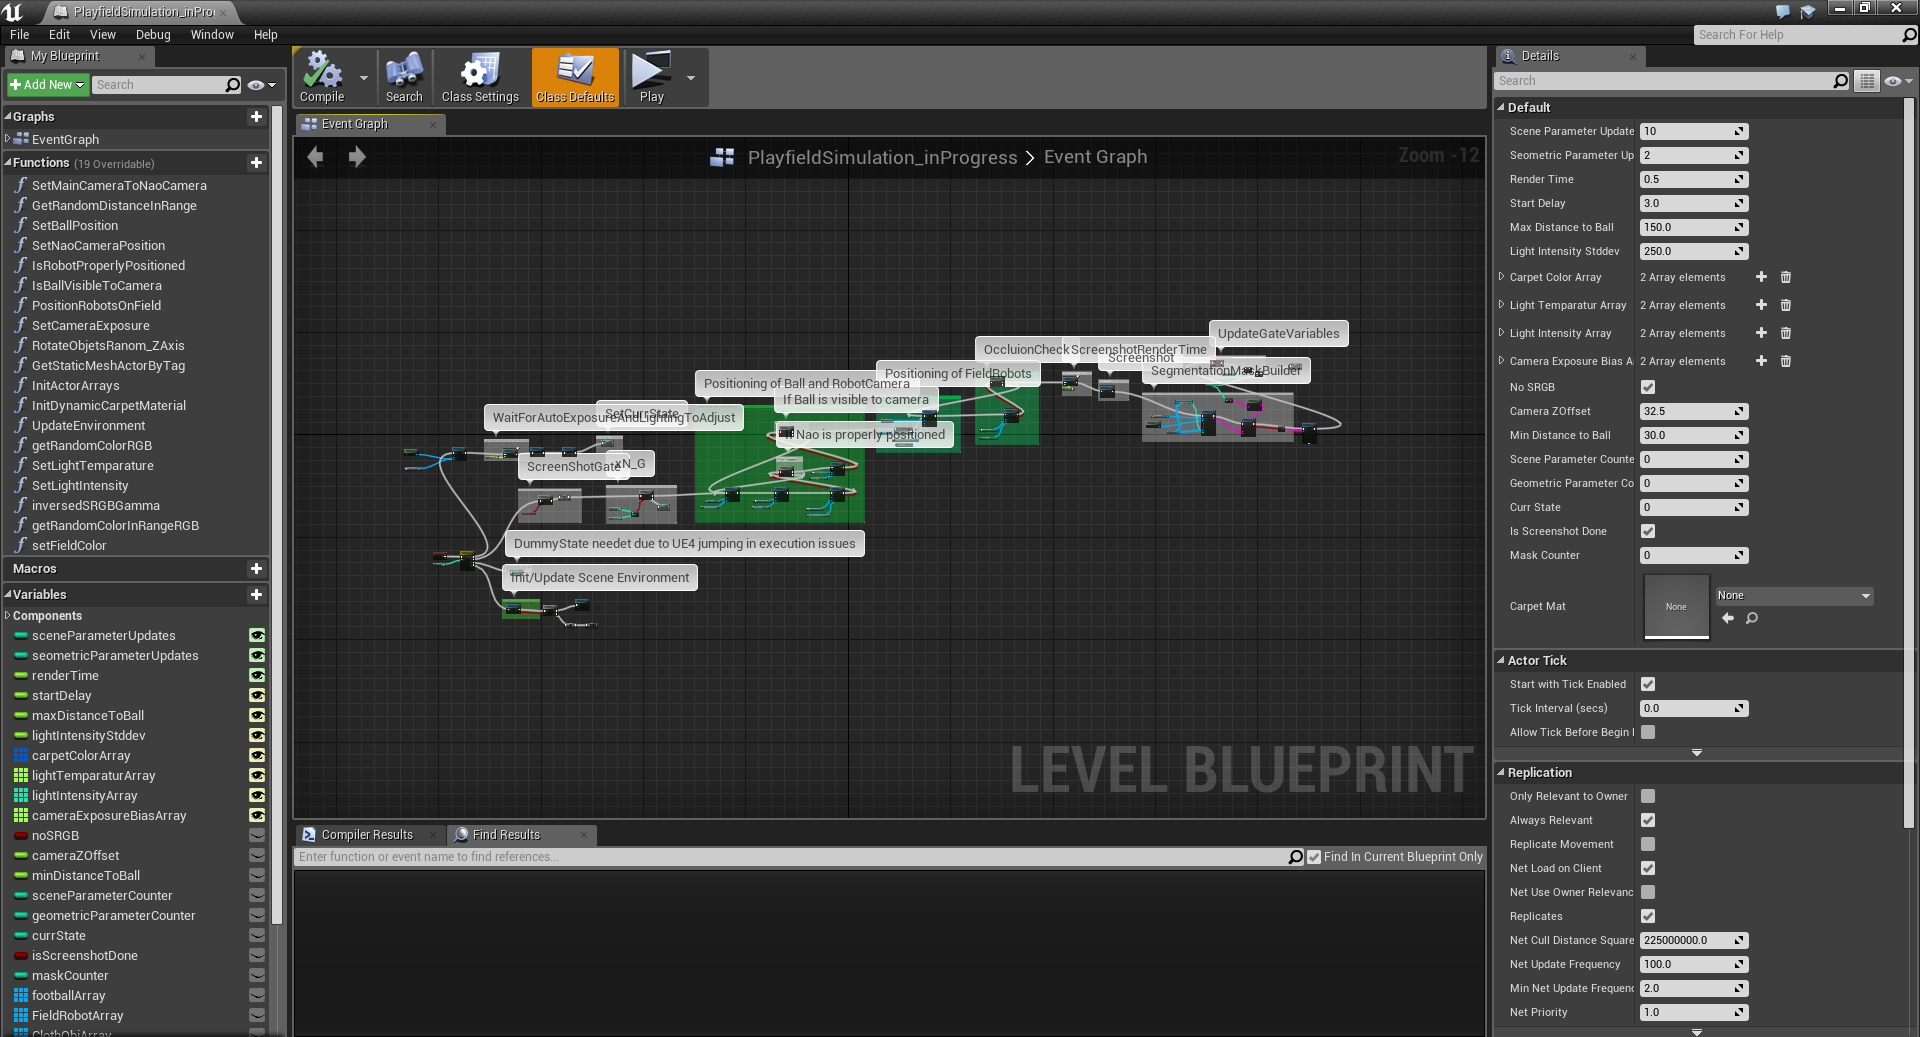 PlayfieldSimulation_inPro
File Edit View Debug Window Help
Search For Help
My Blueprint
Add New
Search
Graphs
EventGraph
Functions (19 Overridable)
SetMainCameraToNaoCamera
GetRandomDistanceInRange
SetBallPosition
SetNaoCameraPosition
IsRobotProperlyPositioned
IsBallVisibleToCamera
PositionRobotsOnField
SetCameraExposure
RotateObjetsRanom_ZAxis
GetStaticMeshActorByTag
InitActorArrays
InitDynamicCarpetMaterial
UpdateEnvironment
getRandomColorRGB
SetLightTemparature
SetLightIntensity
inversedSRGBGamma
getRandomColorInRangeRGB
setFieldColor
Macros
Variables
Components
sceneParameterUpdates
seometricParameterUpdates
renderTime
startDelay
maxDistanceToBall
lightIntensityStddev
carpetColorArray
lightTemparaturArray
lightIntensityArray
cameraExposureBiasArray
noSRGB
cameraZOffset
minDistanceToBall
sceneParameterCounter
geometricParameterCounter
currState
isScreenshotDone
maskCounter
footballArray
FieldRobotArray
ClothObjArray
Compile
Search
Class Settings
Class Defaults
Play
Event Graph
PlayfieldSimulation_inProgress > Event Graph
Zoom -12
UpdateGateVariables
OccluionCheck
ScreenshotRenderTime
Screenshot
SegmentationMaskBuilder
Positioning of FieldRobots
Positioning of Ball and RobotCamera
If Ball is visible to camera
Nao is properly positioned
SetCurrState
WaitForAutoExposureAndLightingToAdjust
ScreenShotGate
xN_G
DummyState needet due to UE4 jumping in execution issues
Init/Update Scene Environment
LEVEL BLUEPRINT
Compiler Results
Find Results
Enter function or event name to find references...
Find In Current Blueprint Only
Details
Search
Default
Scene Parameter Update 10
Seometric Parameter Up 2
Render Time 0.5
Start Delay 3.0
Max Distance to Ball 150.0
Light Intensity Stddev 250.0
Carpet Color Array 2 Array elements
Light Temparatur Array 2 Array elements
Light Intensity Array 2 Array elements
Camera Exposure Bias A 2 Array elements
No SRGB
Camera ZOffset 32.5
Min Distance to Ball 30.0
Scene Parameter Counte 0
Geometric Parameter Co 0
Curr State 0
Is Screenshot Done
Mask Counter 0
Carpet Mat None None
Actor Tick
Start with Tick Enabled
Tick Interval (secs) 0.0
Allow Tick Before Begin
Replication
Only Relevant to Owner
Always Relevant
Replicate Movement
Net Load on Client
Net Use Owner Relevanc
Replicates
Net Cull Distance Square 225000000.0
Net Update Frequency 100.0
Min Net Update Frequenc 2.0
Net Priority 1.0